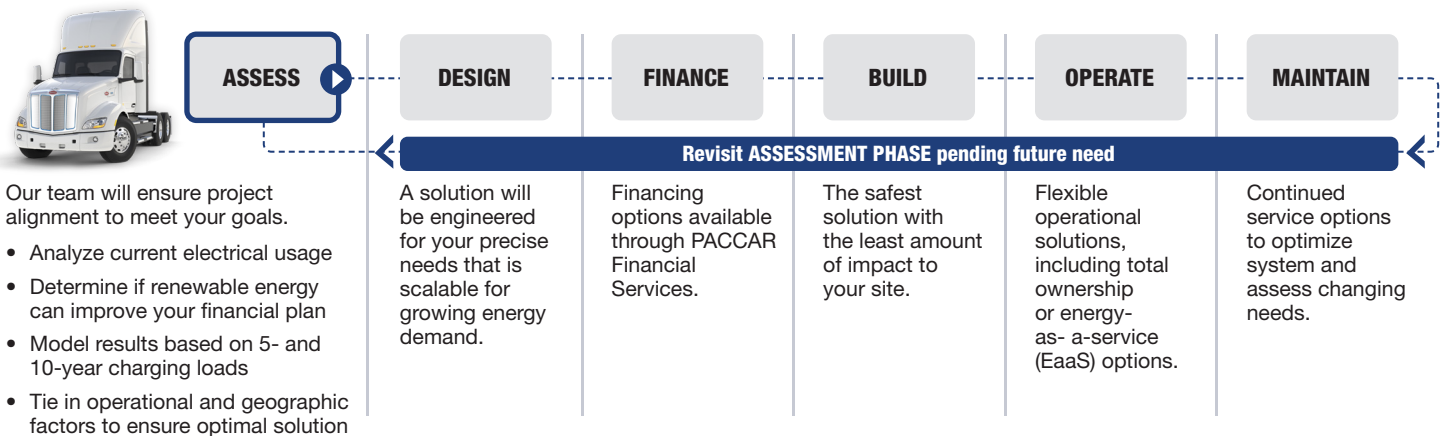 ASSESS
DESIGN
FINANCE
BUILD
OPERATE
MAINTAIN
Revisit ASSESSMENT PHASE pending future need
Our team will ensure project
alignment to meet your goals.
• Analyze current electrical usage
• Determine if renewable energy
can improve your financial plan
• Model results based on 5- and
10-year charging loads
• Tie in operational and geographic
factors to ensure optimal solution
A solution will
be engineered
for your precise
needs that is
scalable for
growing energy
demand.
Financing
options available
through PACCAR
Financial
Services.
The safest
solution with
the least amount
of impact to
your site.
Flexible
operational
solutions,
including total
ownership
or energy-
as- a-service
(EaaS) options.
Continued
service options
to optimize
system and
assess changing
needs.